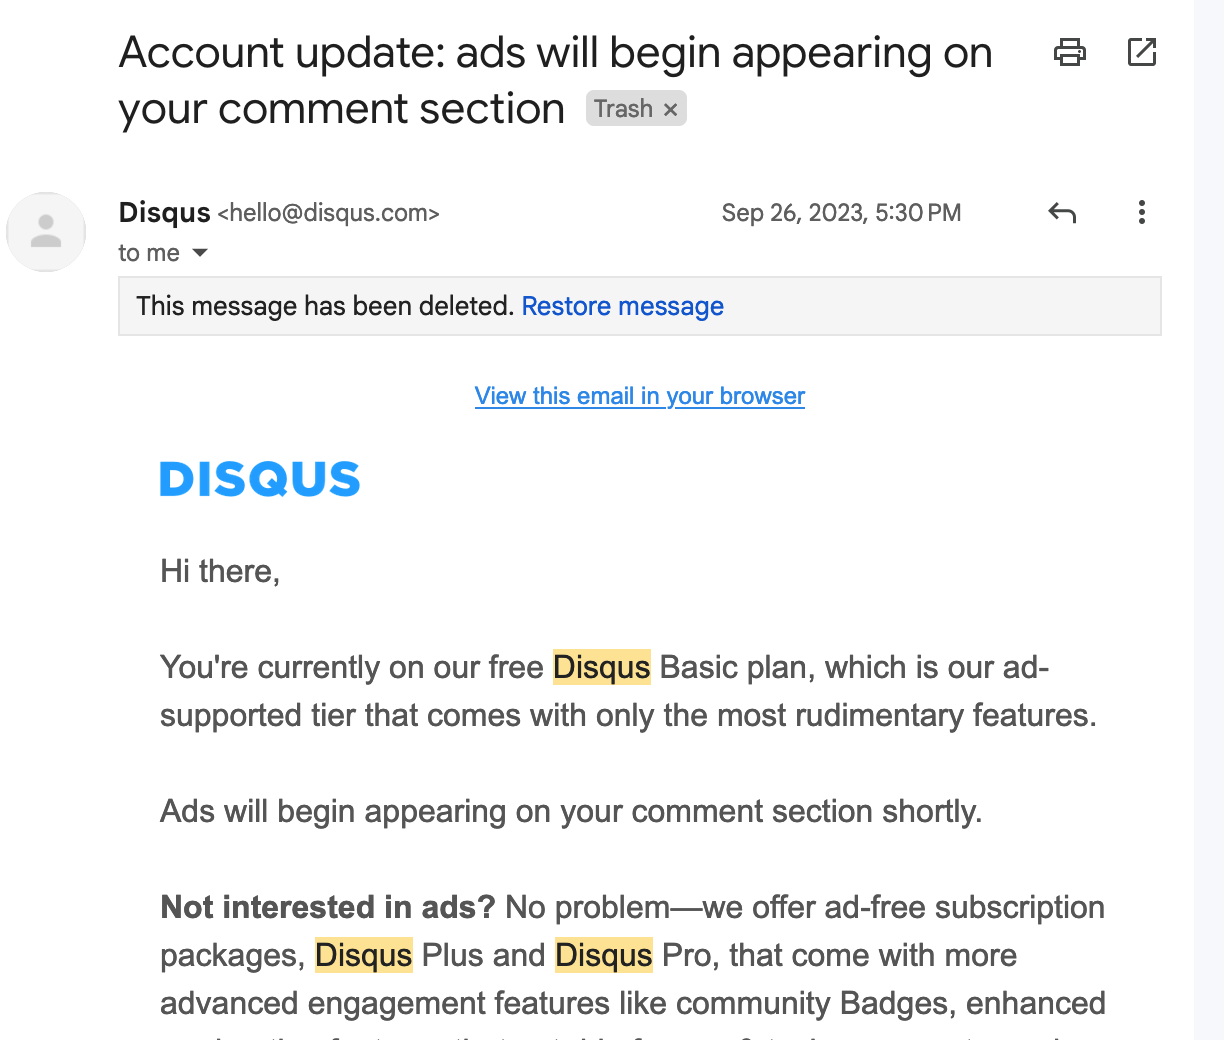 Account update: ads will begin appearing on
your comment section Trash ×
Disqus <hello@disqus.com> Sep 26, 2023, 5:30 PM
to me
This message has been deleted. Restore message
View this email in your browser
DISQUS
Hi there,
You're currently on our free Disqus Basic plan, which is our ad-
supported tier that comes with only the most rudimentary features.
Ads will begin appearing on your comment section shortly.
Not interested in ads? No problem—we offer ad-free subscription
packages, Disqus Plus and Disqus Pro, that come with more
advanced engagement features like community Badges, enhanced